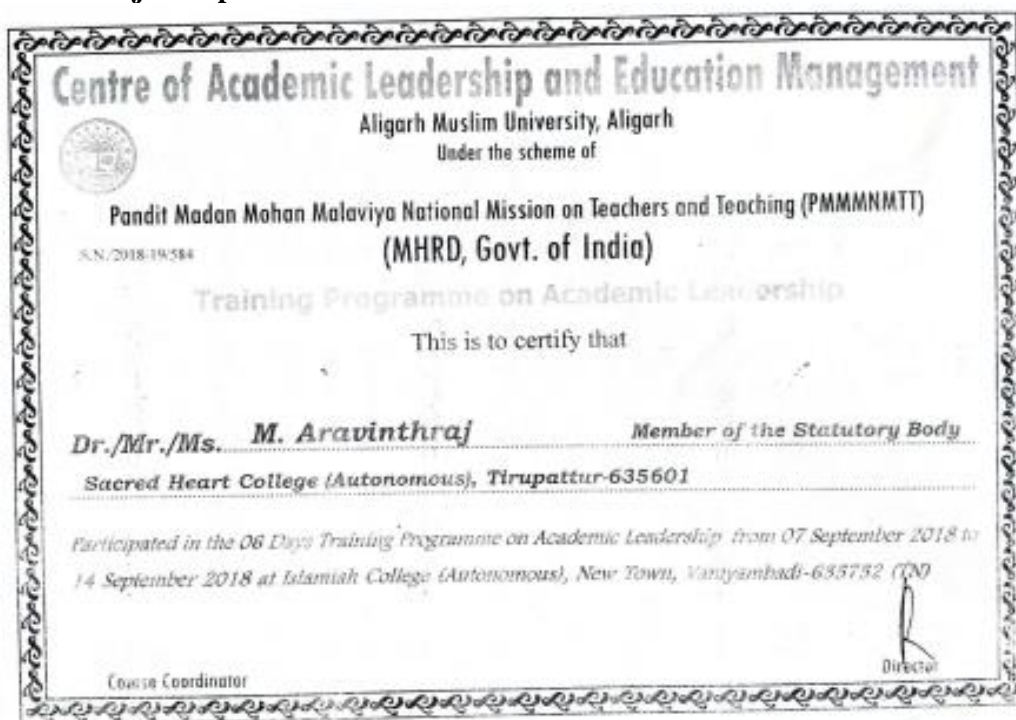 Centre of Academic Leadership and Education Management
Aligarh Muslim University, Aligarh
Under the scheme of
Pandit Madan Mohan Malaviya National Mission on Teachers and Teaching (PMMMNMTT)
S.N./2018-19/584
(MHRD, Govt. of India)
Training Programme on Academic Leadership
This is to certify that
Dr./Mr./Ms. M. Aravinthraj Member of the Statutory Body
Sacred Heart College (Autonomous), Tirupattur-635601
Participated in the 06 Days Training Programme on Academic Leadership from 07 September 2018 to
14 September 2018 at Islamiah College (Autonomous), New Town, Vaniyambadi-635752 (TN)
Director
Course Coordinator